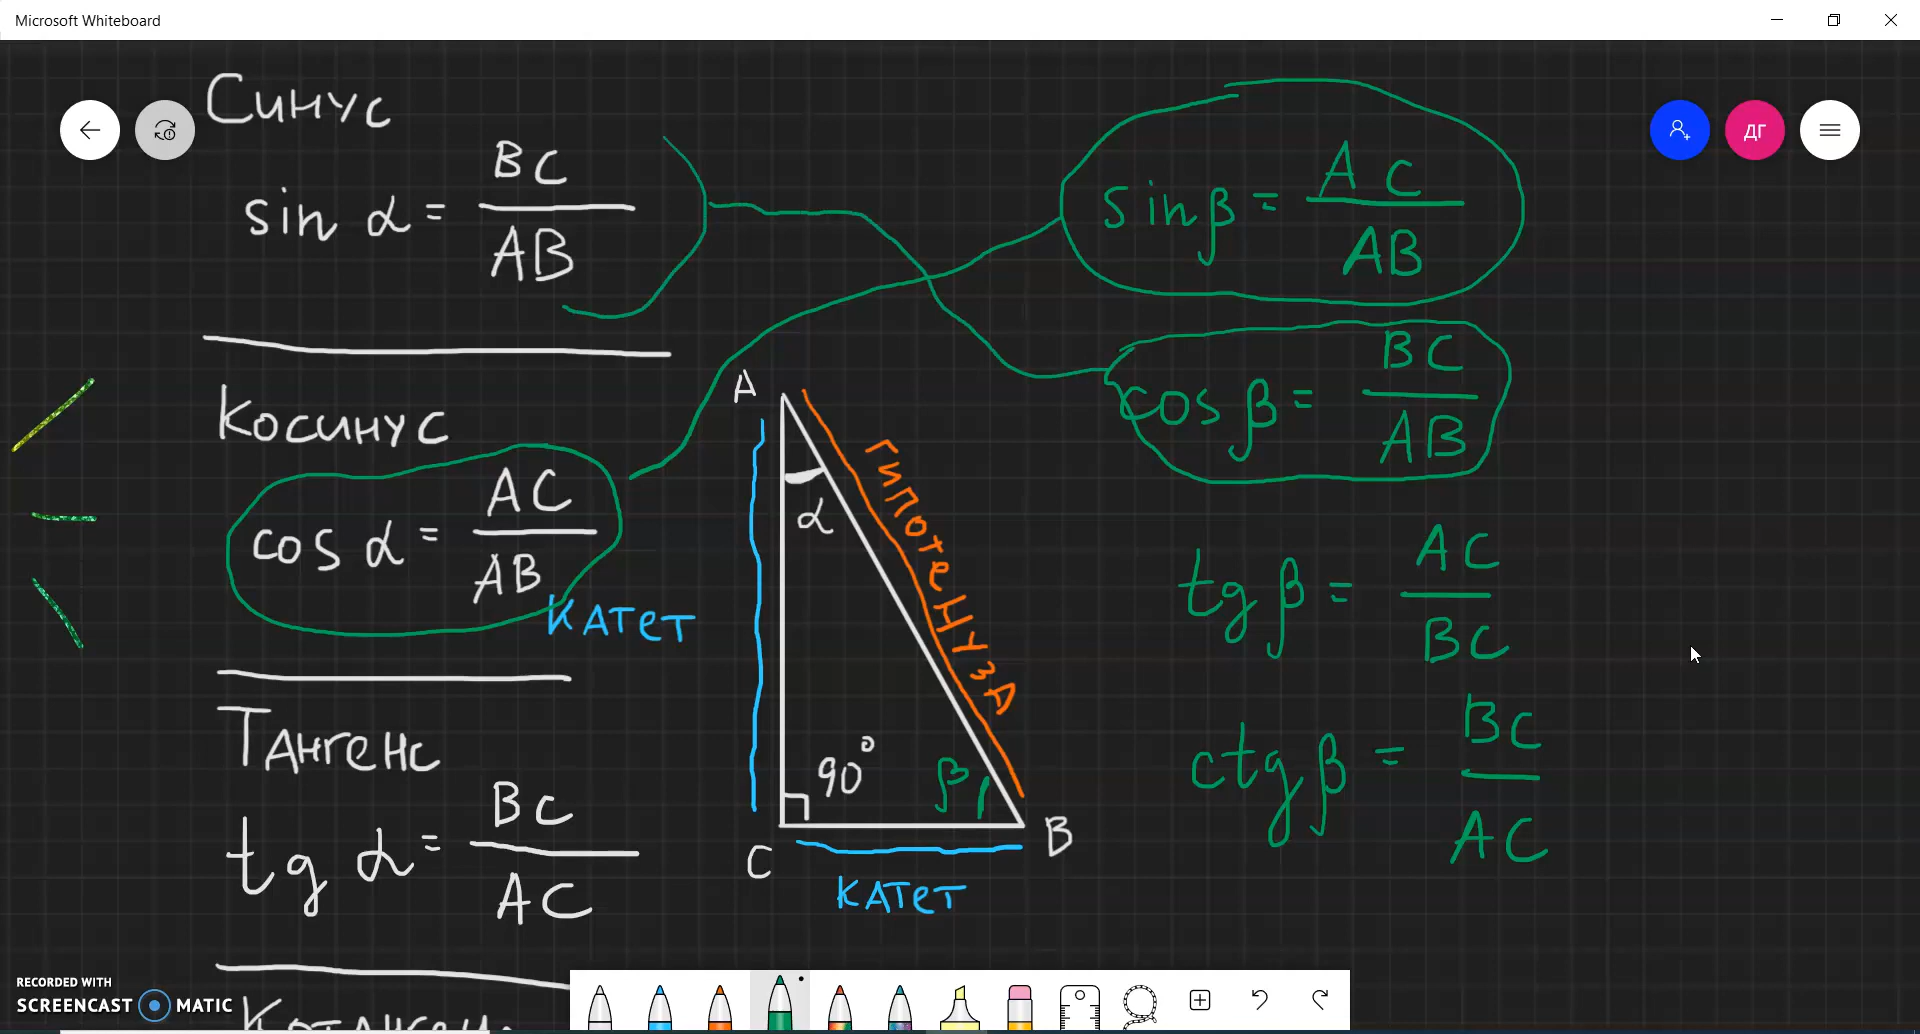 Microsoft Whiteboard
Синус
sin α = BC / AB
Косинус
cos α = AC / AB
Тангенс
tg α = BC / AC
A
α
гипотенуза
катет
90°
β
C
B
катет
sin β = AC / AB
cos β = BC / AB
tg β = AC / BC
ctg β = BC / AC
ДГ
RECORDED WITH
SCREENCAST MATIC